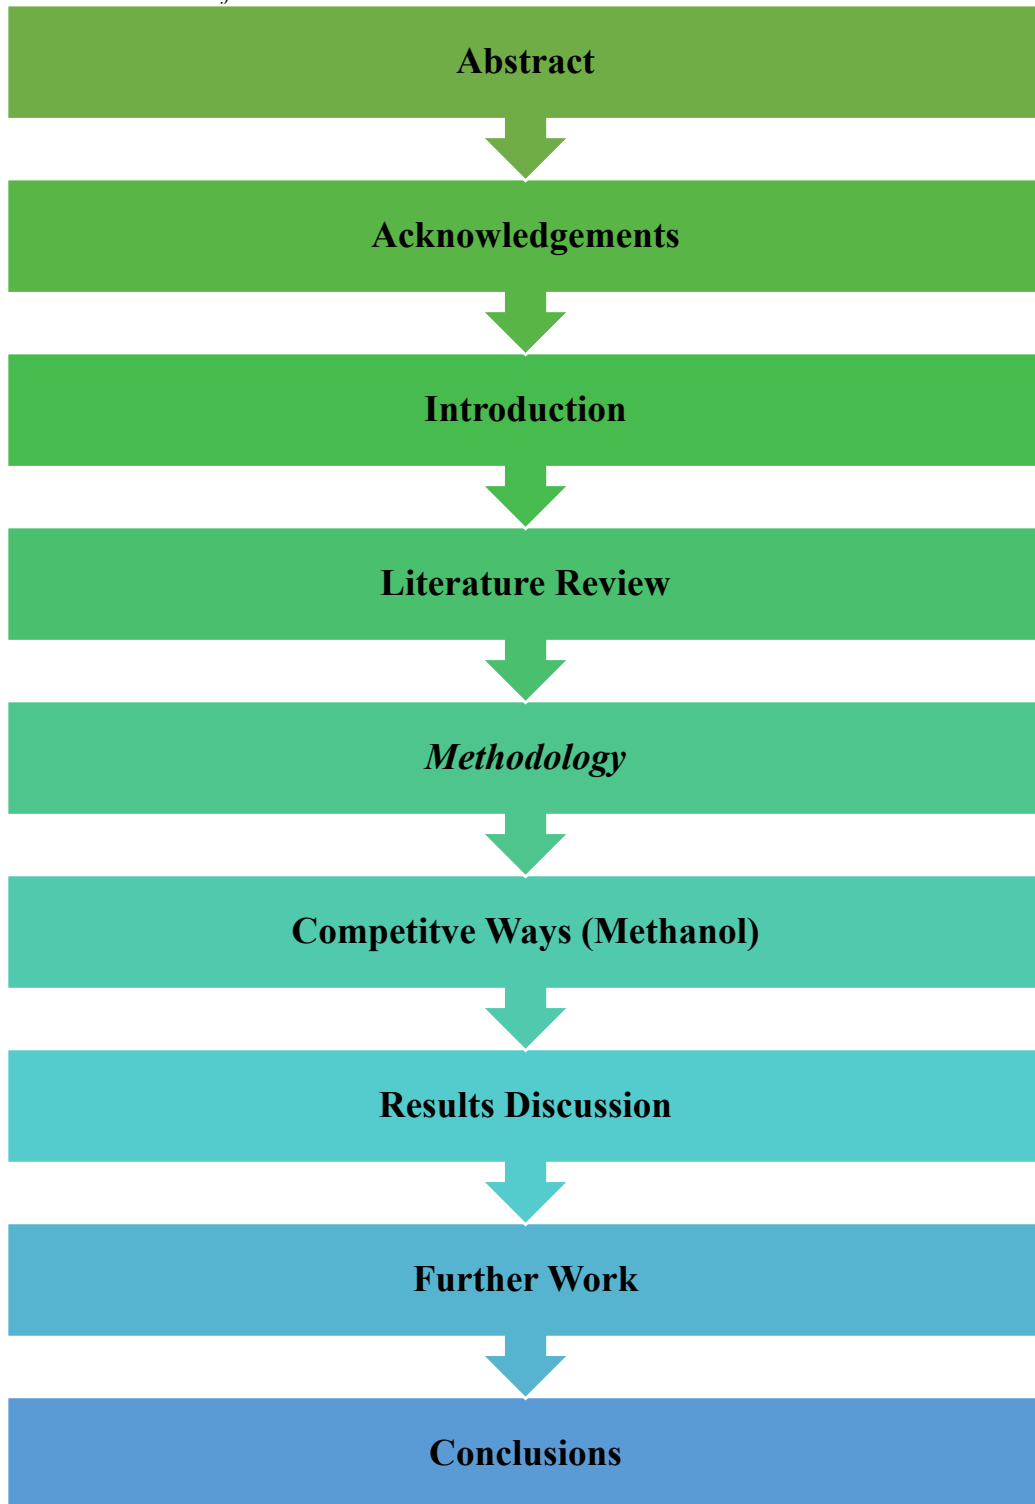 Abstract
Acknowledgements
Introduction
Literature Review
Methodology
Competitve Ways (Methanol)
Results Discussion
Further Work
Conclusions